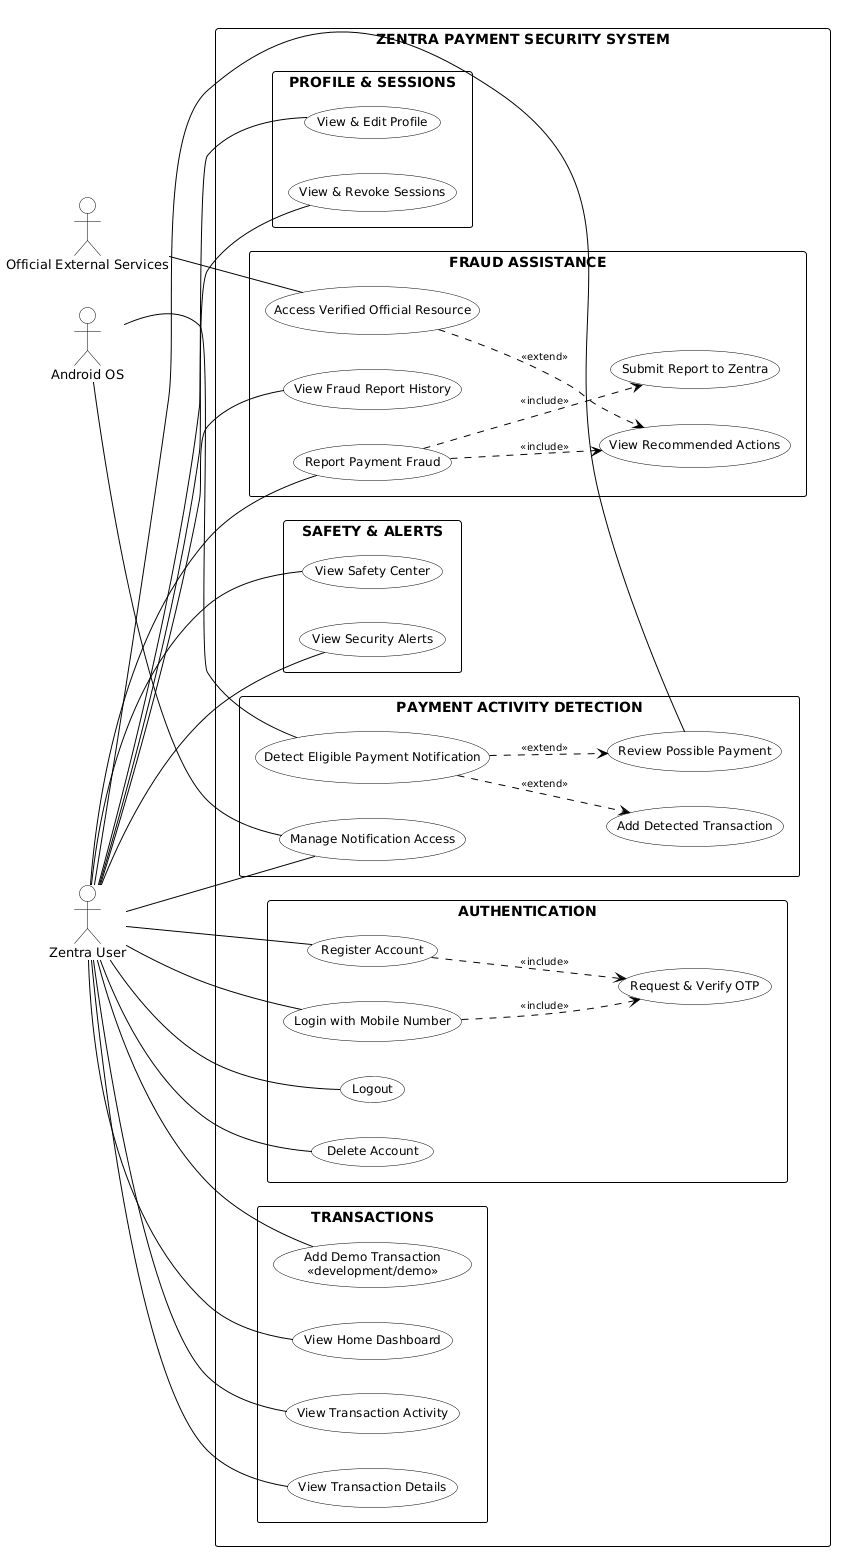 ZENTRA PAYMENT SECURITY SYSTEM
PROFILE & SESSIONS
View & Edit Profile
View & Revoke Sessions
Official External Services
FRAUD ASSISTANCE
Access Verified Official Resource
«extend»
Submit Report to Zentra
Android OS
View Fraud Report History
«include»
«include»
View Recommended Actions
Report Payment Fraud
SAFETY & ALERTS
View Safety Center
View Security Alerts
PAYMENT ACTIVITY DETECTION
Detect Eligible Payment Notification
«extend»
Review Possible Payment
«extend»
Add Detected Transaction
Manage Notification Access
Zentra User
AUTHENTICATION
Register Account
«include»
Request & Verify OTP
«include»
Login with Mobile Number
Logout
Delete Account
TRANSACTIONS
Add Demo Transaction
«development/demo»
View Home Dashboard
View Transaction Activity
View Transaction Details